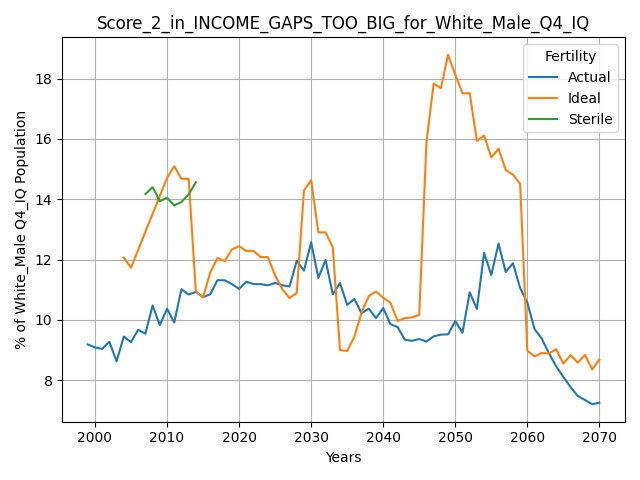 Score_2_in_INCOME_GAPS_TOO_BIG_for_White_Male_Q4_IQ
Fertility
Actual
Ideal
Sterile
% of White_Male Q4_IQ Population
18
16
14
12
10
8
2000 2010 2020 2030 2040 2050 2060 2070
Years